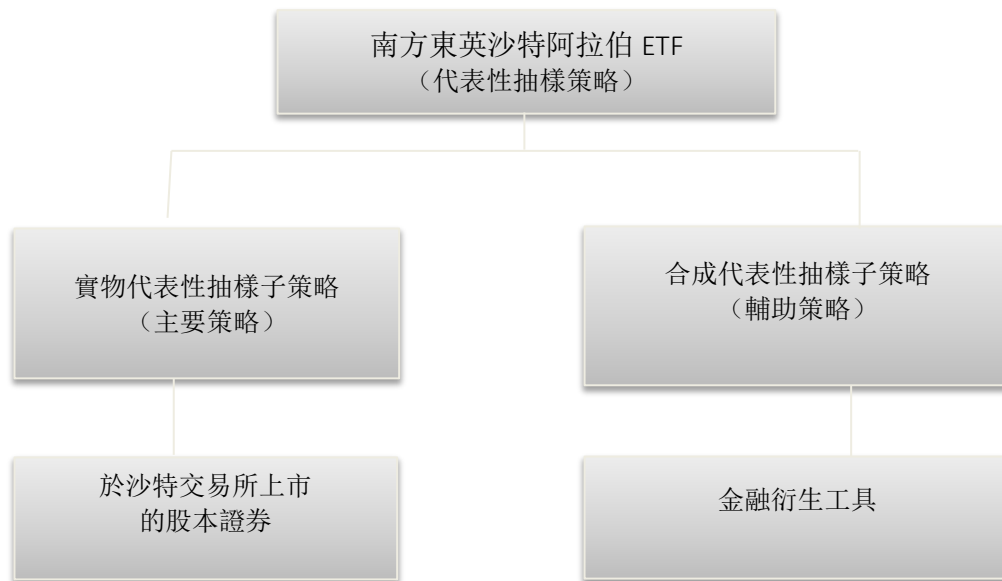 南方東英沙特阿拉伯 ETF
（代表性抽樣策略）
實物代表性抽樣子策略
（主要策略）
合成代表性抽樣子策略
（輔助策略）
於沙特交易所上市
的股本證券
金融衍生工具